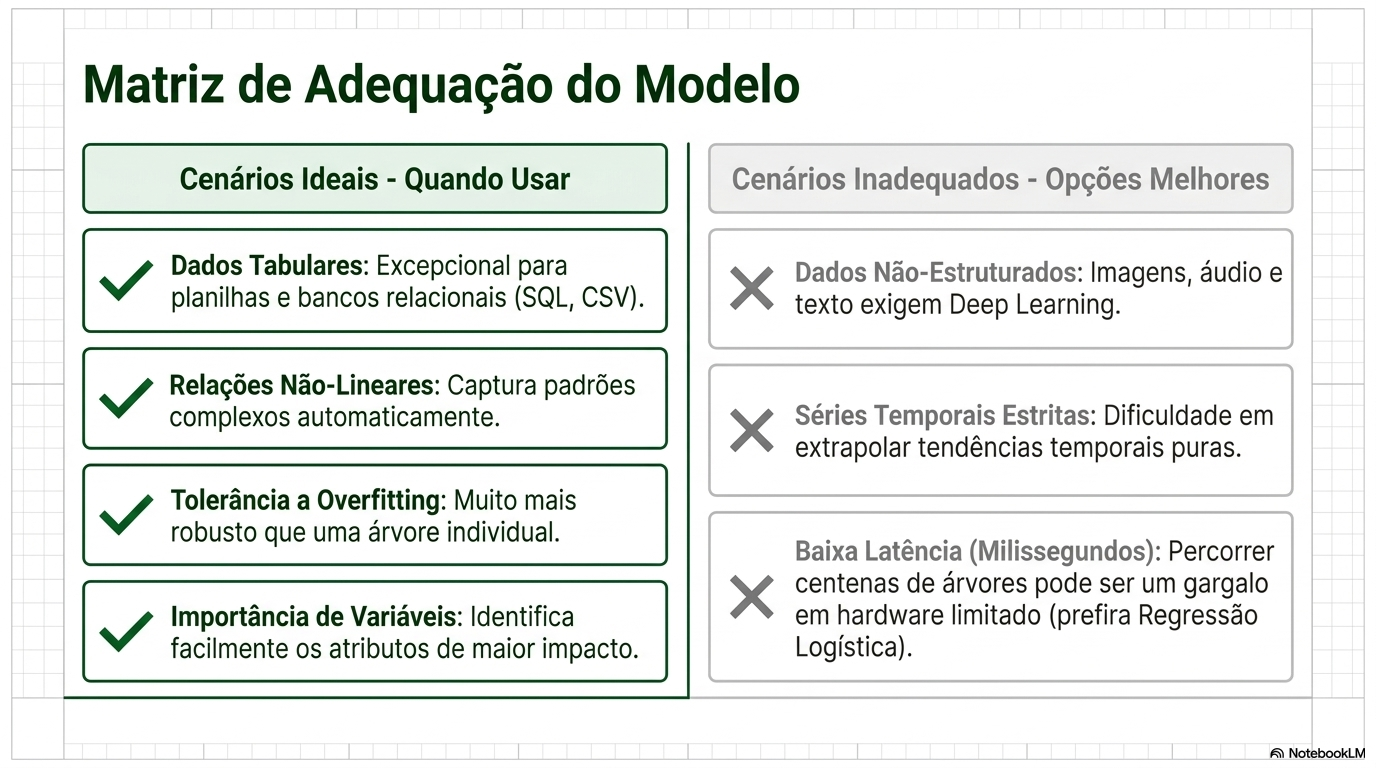 Matriz de Adequação do Modelo
Cenários Ideais - Quando Usar
Dados Tabulares: Excepcional para
planilhas e bancos relacionais (SQL, CSV).
Relações Não-Lineares: Captura padrões
complexos automaticamente.
Tolerância a Overfitting: Muito mais
robusto que uma árvore individual.
Importância de Variáveis: Identifica
facilmente os atributos de maior impacto.
Cenários Inadequados - Opções Melhores
Dados Não-Estruturados: Imagens, áudio e
texto exigem Deep Learning.
Séries Temporais Estritas: Dificuldade em
extrapolar tendências temporais puras.
Baixa Latência (Milissegundos): Percorrer
centenas de árvores pode ser um gargalo
em hardware limitado (prefira Regressão
Logística).
NotebookLM